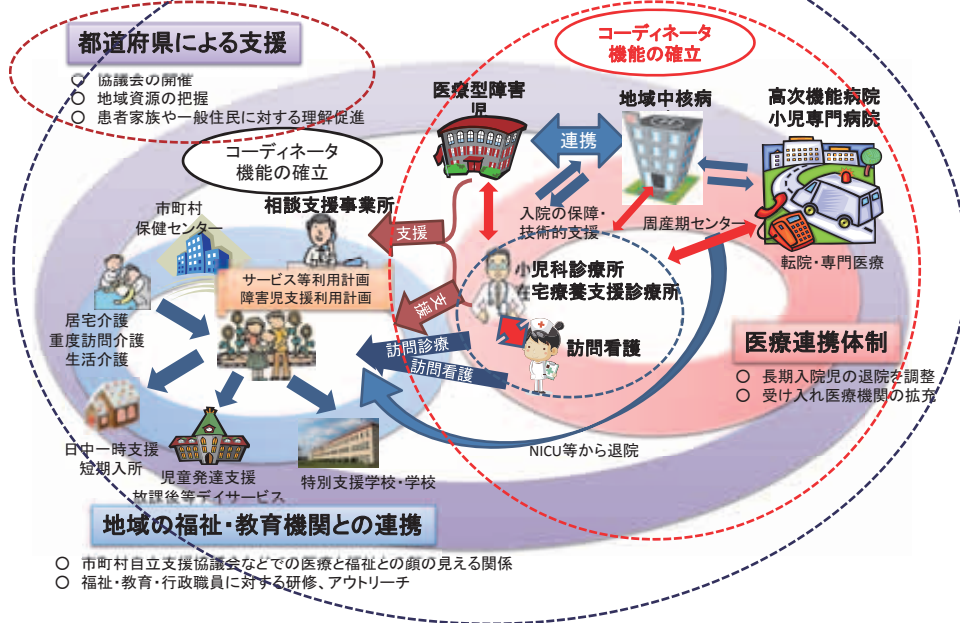 都道府県による支援
○ 協議会の開催
○ 地域資源の把握
○ 患者家族や一般住民に対する理解促進
コーディネータ
機能の確立
コーディネータ
機能の確立
医療型障害
児
地域中核病
高次機能病院
小児専門病院
連携
市町村
保健センター
相談支援事業所
支援
入院の保障・
技術的支援
周産期センター
転院・専門医療
サービス等利用計画
障害児支援利用計画
小児科診療所
在宅療養支援診療所
支援
居宅介護
重度訪問介護
生活介護
訪問診療
訪問看護
訪問看護
医療連携体制
○ 長期入院児の退院を調整
○ 受け入れ医療機関の拡充
日中一時支援
短期入所
児童発達支援
放課後等デイサービス
特別支援学校・学校
NICU等から退院
地域の福祉・教育機関との連携
○ 市町村自立支援協議会などでの医療と福祉との顔の見える関係
○ 福祉・教育・行政職員に対する研修、アウトリーチ